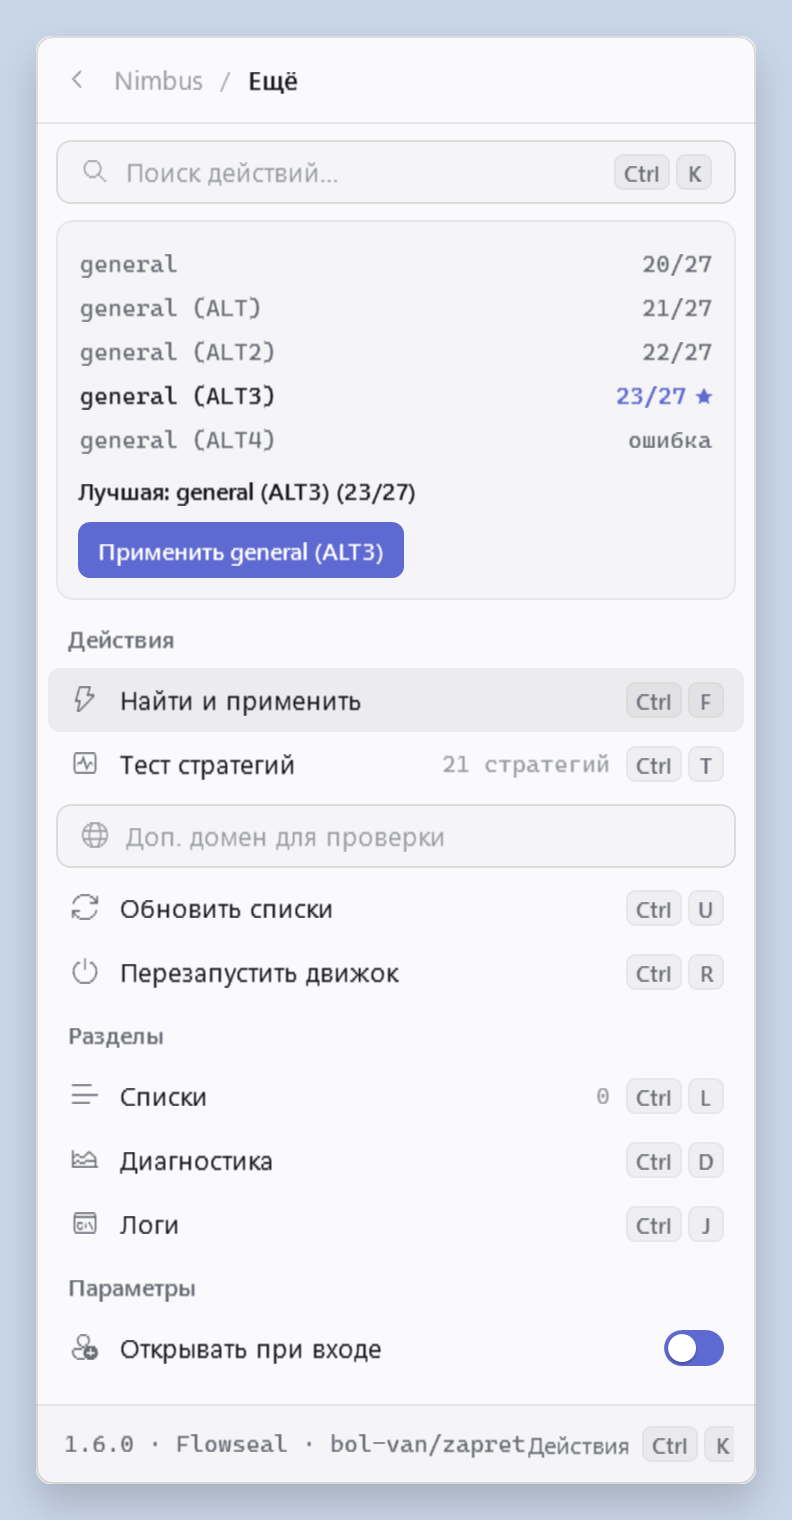 Nimbus / Ещё
Поиск действий... Ctrl K
general 20/27
general (ALT) 21/27
general (ALT2) 22/27
general (ALT3) 23/27 ★
general (ALT4) ошибка
Лучшая: general (ALT3) (23/27)
Применить general (ALT3)
Действия
Найти и применить Ctrl F
Тест стратегий 21 стратегий Ctrl T
Доп. домен для проверки
Обновить списки Ctrl U
Перезапустить движок Ctrl R
Разделы
Списки 0 Ctrl L
Диагностика Ctrl D
Логи Ctrl J
Параметры
Открывать при входе
1.6.0 · Flowseal · bol-van/zapret Действия Ctrl K